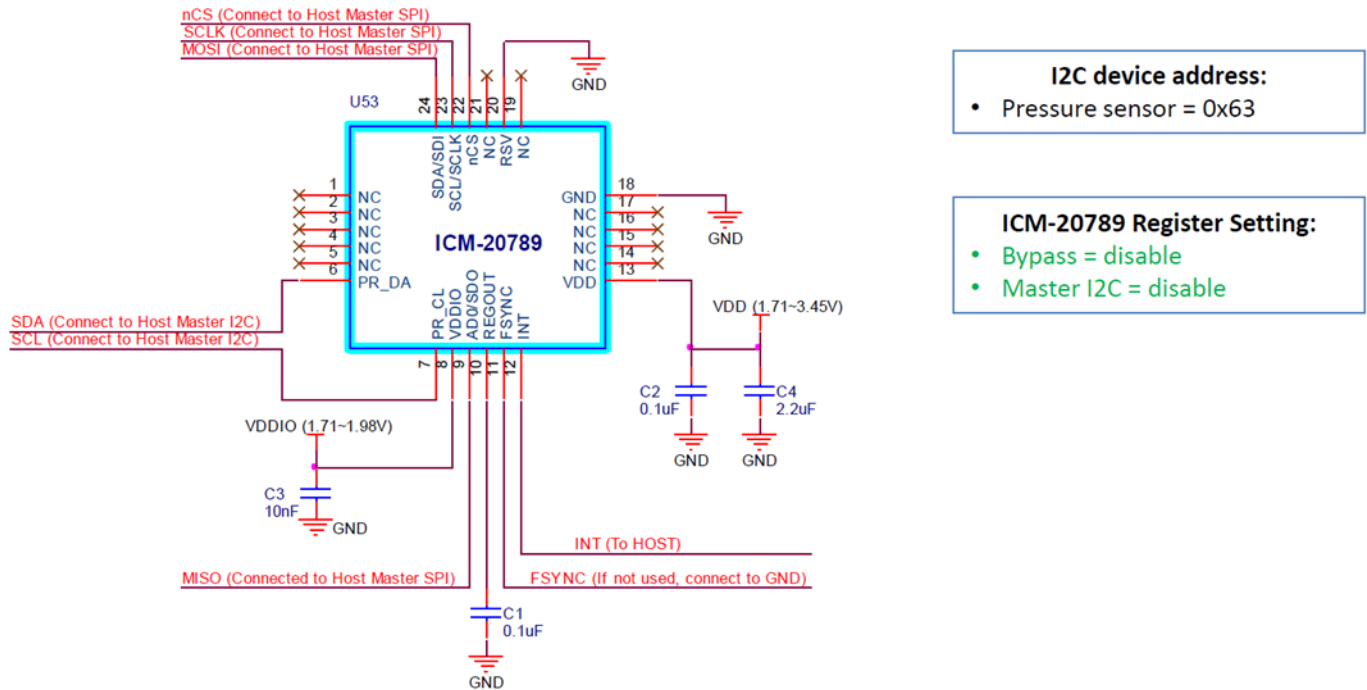 nCS (Connect to Host Master SPI)
SCLK (Connect to Host Master SPI)
MOSI (Connect to Host Master SPI)
GND
U53
24
23
22
21
20
19
SDA/SDI
SCL/SCLK
nCS
NC
RSV
NC
1
2
3
4
5
6
NC
NC
NC
NC
NC
PR_DA
ICM-20789
GND
NC
NC
NC
NC
VDD
18
17
16
15
14
13
GND
PR_CL
VDDIO
AD0/SDO
REGOUT
FSYNC
INT
7
8
9
10
11
12
SDA (Connect to Host Master I2C)
SCL (Connect to Host Master I2C)
VDD (1.71~3.45V)
C2
0.1uF
C4
2.2uF
GND
GND
VDDIO (1.71~1.98V)
C3
10nF
GND
INT (To HOST)
MISO (Connected to Host Master SPI)
FSYNC (If not used, connect to GND)
C1
0.1uF
GND
I2C device address:
• Pressure sensor = 0x63
ICM-20789 Register Setting:
• Bypass = disable
• Master I2C = disable